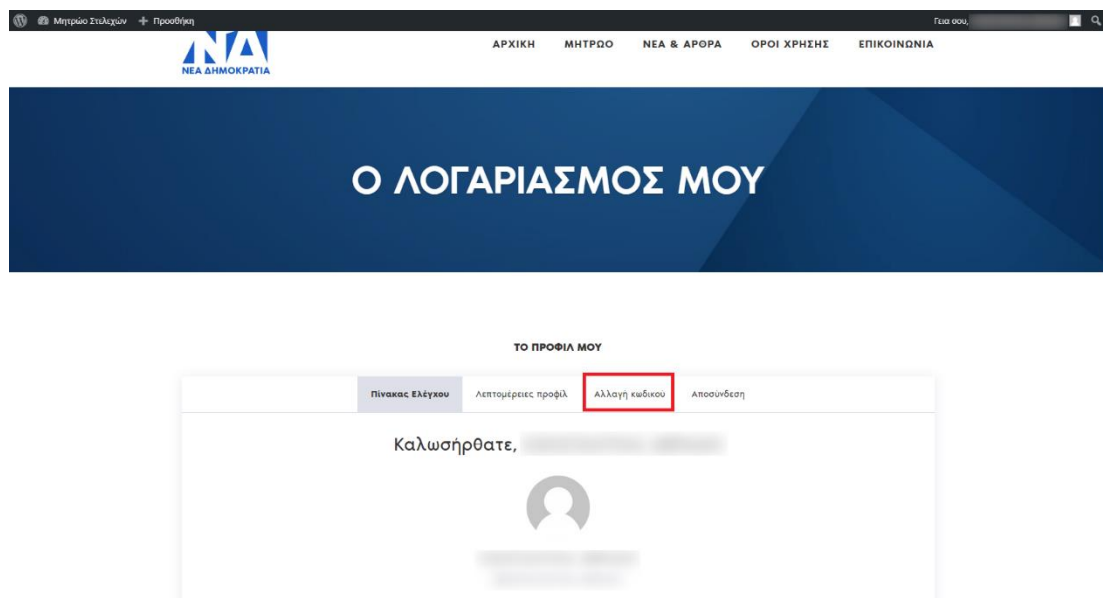 Μητρώο Στελεχών + Προσθήκη Γεια σου,
ΝΔ
ΝΕΑ ΔΗΜΟΚΡΑΤΙΑ
ΑΡΧΙΚΗ ΜΗΤΡΩΟ ΝΕΑ & ΑΡΘΡΑ ΟΡΟΙ ΧΡΗΣΗΣ ΕΠΙΚΟΙΝΩΝΙΑ
Ο ΛΟΓΑΡΙΑΣΜΟΣ ΜΟΥ
ΤΟ ΠΡΟΦΙΛ ΜΟΥ
Πίνακας Ελέγχου Λεπτομέρειες προφίλ Αλλαγή κωδικού Αποσύνδεση
Καλωσήρθατε,